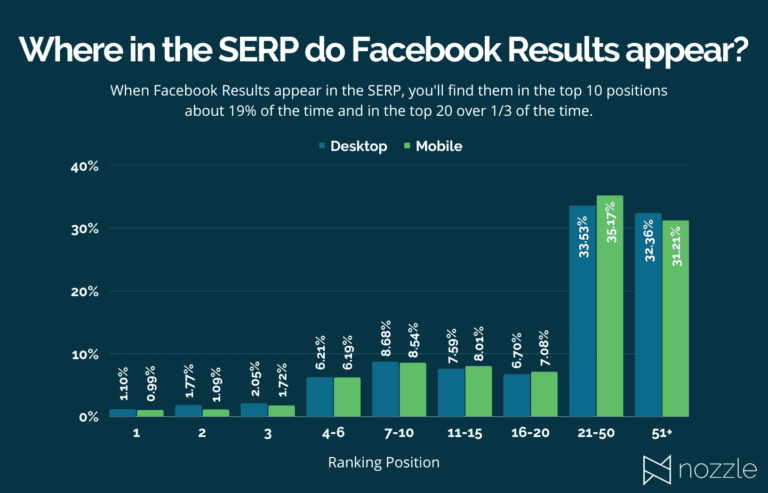 Where in the SERP do Facebook Results appear?
When Facebook Results appear in the SERP, you'll find them in the top 10 positions
about 19% of the time and in the top 20 over 1/3 of the time.
Desktop Mobile
40%
30%
20%
10%
0%
1.10% 0.99% 1.77% 1.09% 2.05% 1.72% 6.21% 6.19% 8.68% 8.54% 7.59% 8.01% 6.70% 7.08% 33.53% 35.17% 32.36% 31.21%
1 2 3 4-6 7-10 11-15 16-20 21-50 51+
Ranking Position
nozzle